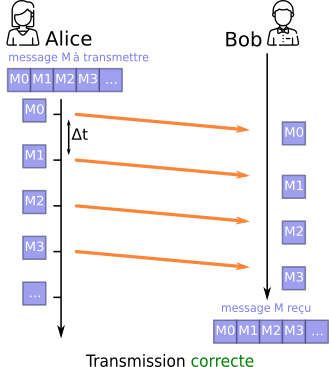 Alice
Bob
message M à transmettre
M0 M1 M2 M3 ...
M0
Δt
M0
M1
M1
M2
M2
M3
M3
...
message M reçu
M0 M1 M2 M3 ...
Transmission correcte